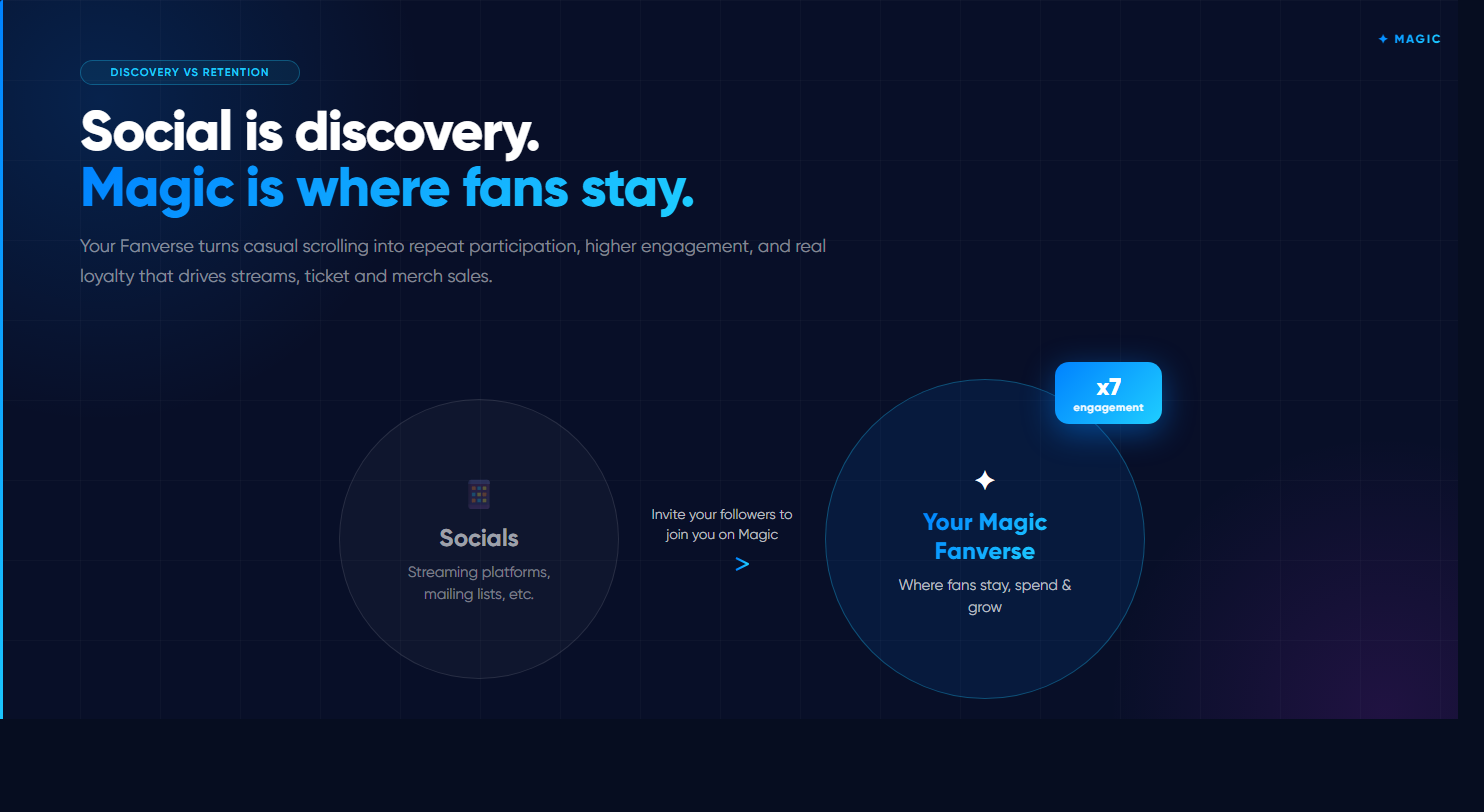 ✦ MAGIC
DISCOVERY VS RETENTION
Social is discovery.
Magic is where fans stay.
Your Fanverse turns casual scrolling into repeat participation, higher engagement, and real
loyalty that drives streams, ticket and merch sales.
x7
engagement
Socials
Streaming platforms,
mailing lists, etc.
Invite your followers to
join you on Magic
>
Your Magic
Fanverse
Where fans stay, spend &
grow